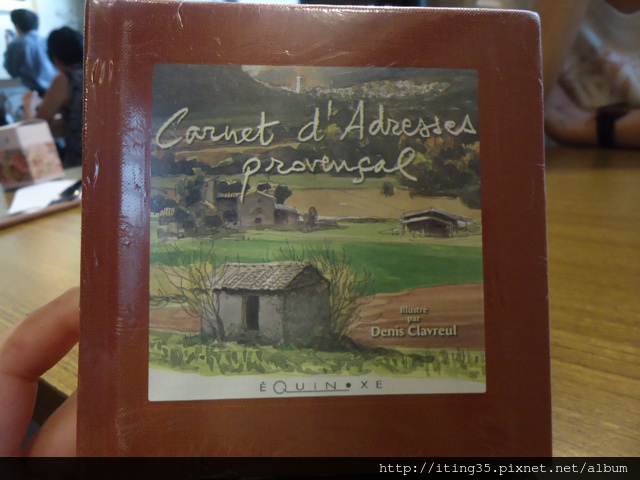 Carnet d'Adresses
provençal
illustré
par
Denis Clavreul
ÉQUINOXE
http://iting35.pixnet.net/album